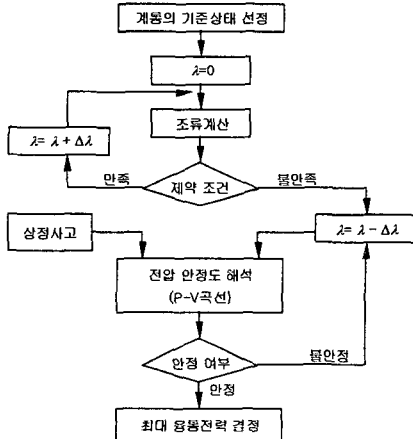 계통의 기준상태 선정
λ=0
조류계산
λ= λ + Δλ
만족
제약 조건
불만족
상정사고
λ= λ − Δλ
전압 안정도 해석
(P-V곡선)
안정 여부
불안정
안정
최대 융통전력 결정